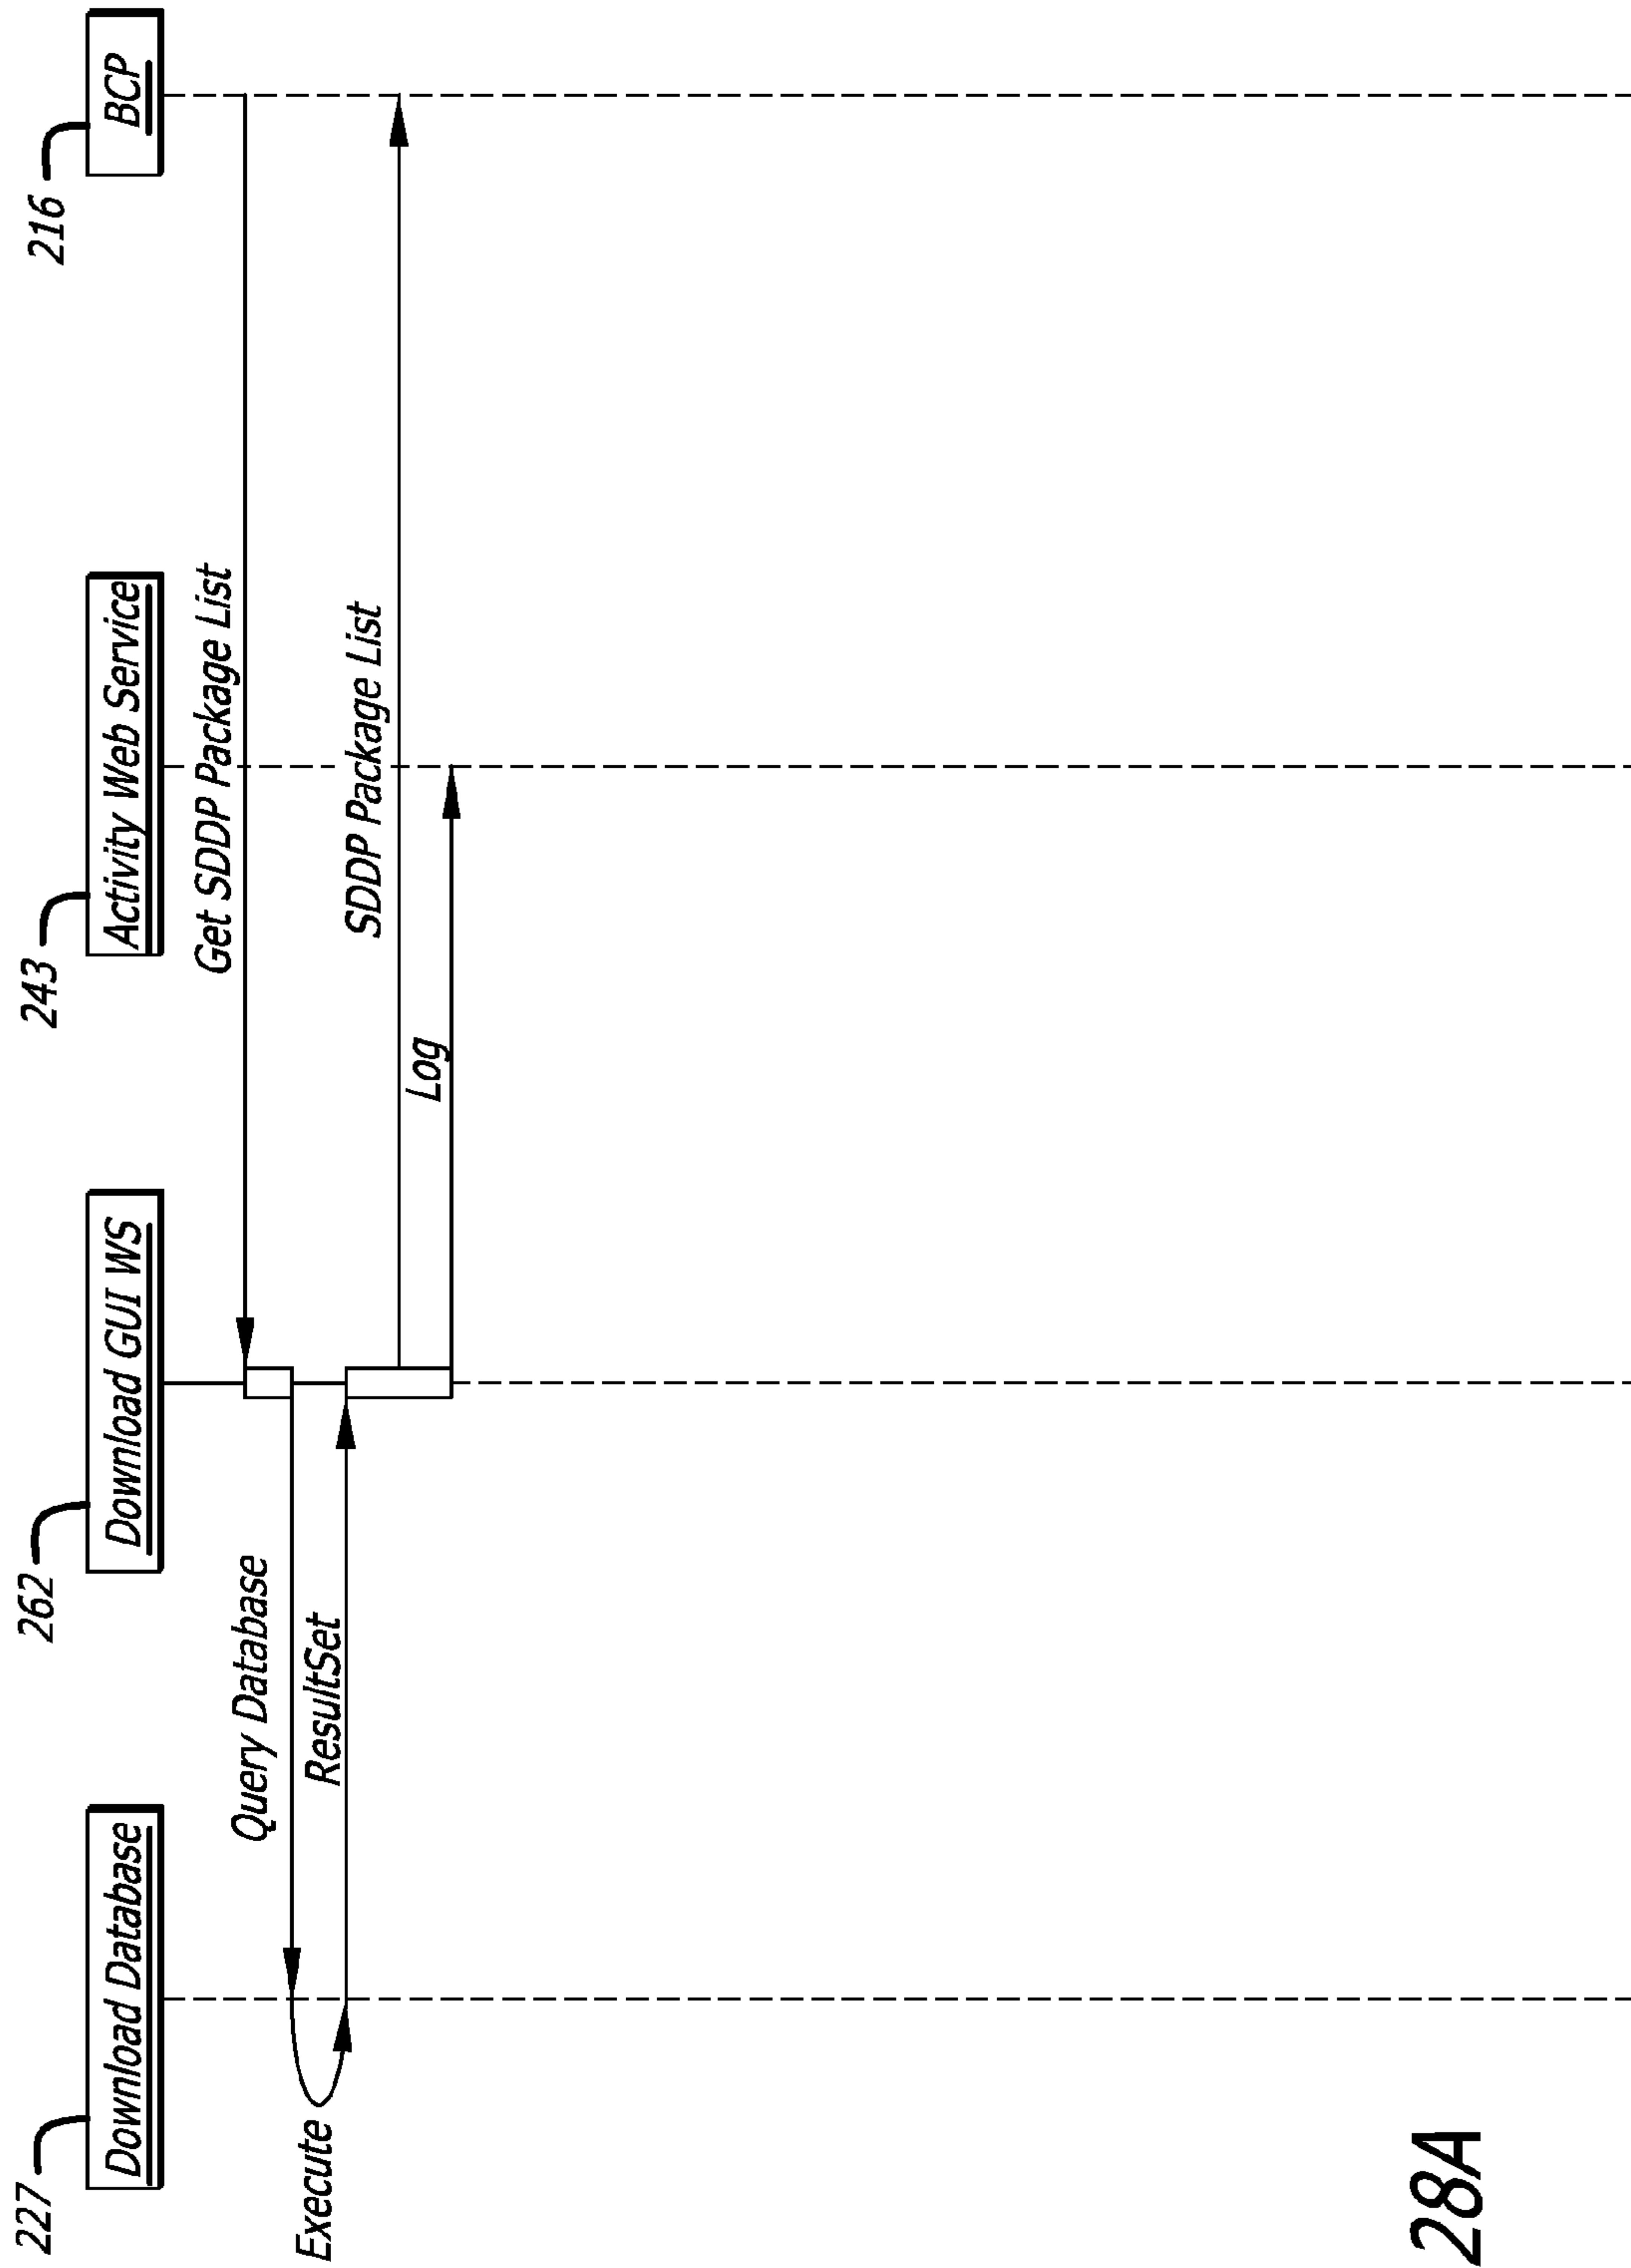 227
262
243
216
Download Database
Download GUI WS
Activity Web Service
BCP
Get SDDP Package List
Query Database
Execute
ResultSet
SDDP Package List
Log
28A